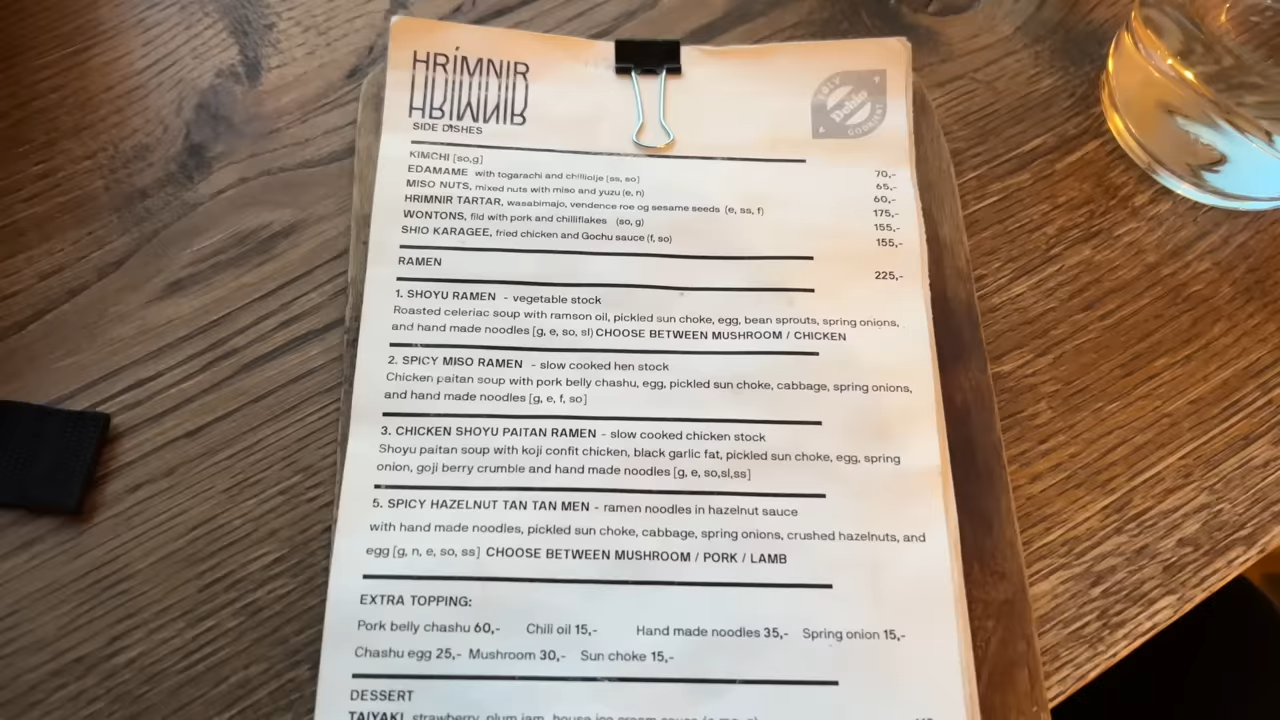 HRÍMNIR
HRÍMNIR
SIDE DISHES
KIMCHI [so,g] 70,-
EDAMAME with togarachi and chilliolje [ss, so] 65,-
MISO NUTS, mixed nuts with miso and yuzu (e, n) 60,-
HRIMNIR TARTAR, wasabimajo, vendence roe og sesame seeds (e, ss, f) 175,-
WONTONS, fild with pork and chilliflakes (so, g) 155,-
SHIO KARAGEE, fried chicken and Gochu sauce (f, so) 155,-
RAMEN 225,-
1. SHOYU RAMEN - vegetable stock
Roasted celeriac soup with ramson oil, pickled sun choke, egg, bean sprouts, spring onions,
and hand made noodles [g, e, so, sl) CHOOSE BETWEEN MUSHROOM / CHICKEN
2. SPICY MISO RAMEN - slow cooked hen stock
Chicken paitan soup with pork belly chashu, egg, pickled sun choke, cabbage, spring onions,
and hand made noodles [g, e, f, so]
3. CHICKEN SHOYU PAITAN RAMEN - slow cooked chicken stock
Shoyu paitan soup with koji confit chicken, black garlic fat, pickled sun choke, egg, spring
onion, goji berry crumble and hand made noodles [g, e, so,sl,ss]
5. SPICY HAZELNUT TAN TAN MEN - ramen noodles in hazelnut sauce
with hand made noodles, pickled sun choke, cabbage, spring onions, crushed hazelnuts, and
egg [g, n, e, so, ss] CHOOSE BETWEEN MUSHROOM / PORK / LAMB
EXTRA TOPPING:
Pork belly chashu 60,- Chili oil 15,- Hand made noodles 35,- Spring onion 15,-
Chashu egg 25,- Mushroom 30,- Sun choke 15,-
DESSERT
TAIYAKI, strawberry, plum jam, house ice cream sauce